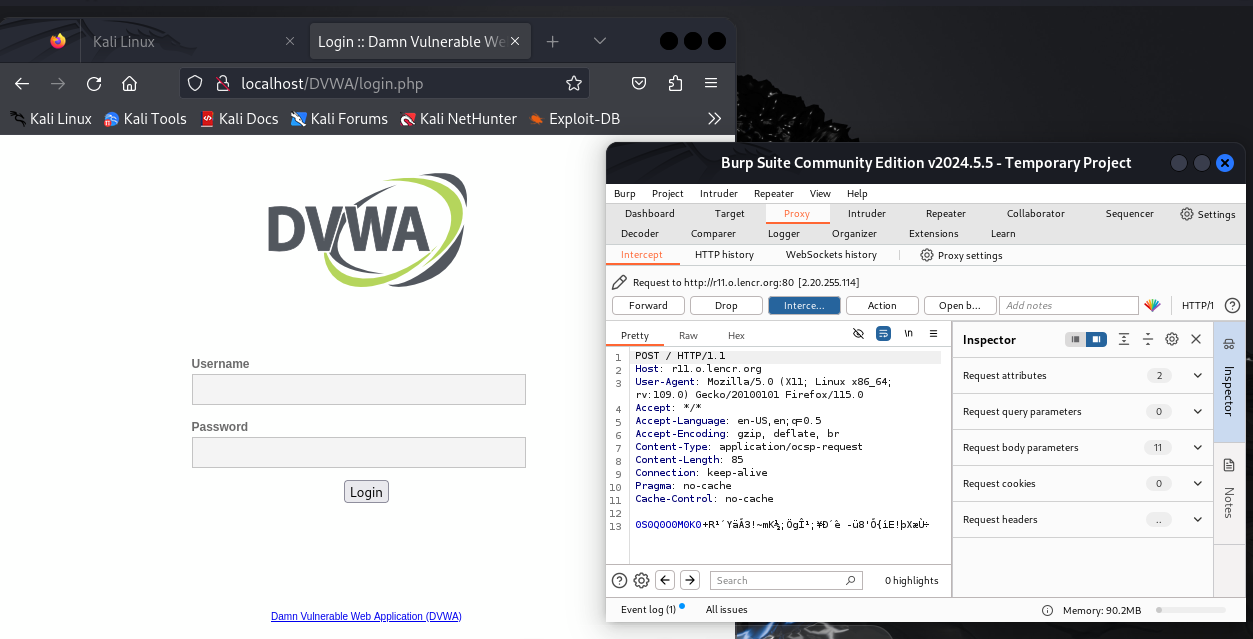 Kali Linux
Login :: Damn Vulnerable We
localhost/DVWA/login.php
Kali Linux Kali Tools Kali Docs Kali Forums Kali NetHunter Exploit-DB
DVWA
Username
Password
Login
Damn Vulnerable Web Application (DVWA)
Burp Suite Community Edition v2024.5.5 - Temporary Project
Burp Project Intruder Repeater View Help
Dashboard Target Proxy Intruder Repeater Collaborator Sequencer Settings
Decoder Comparer Logger Organizer Extensions Learn
Intercept HTTP history WebSockets history Proxy settings
Request to http://r11.o.lencr.org:80 [2.20.255.114]
Forward Drop Interce... Action Open b... Add notes HTTP/1
Pretty Raw Hex \n
1 POST / HTTP/1.1
2 Host: r11.o.lencr.org
3 User-Agent: Mozilla/5.0 (X11; Linux x86_64;
rv:109.0) Gecko/20100101 Firefox/115.0
4 Accept: */*
5 Accept-Language: en-US,en;q=0.5
6 Accept-Encoding: gzip, deflate, br
7 Content-Type: application/ocsp-request
8 Content-Length: 85
9 Connection: keep-alive
10 Pragma: no-cache
11 Cache-Control: no-cache
12
13
Search 0 highlights
Inspector
Request attributes 2
Request query parameters 0
Request body parameters 11
Request cookies 0
Request headers ..
Inspector
Notes
Event log (1) All issues Memory: 90.2MB